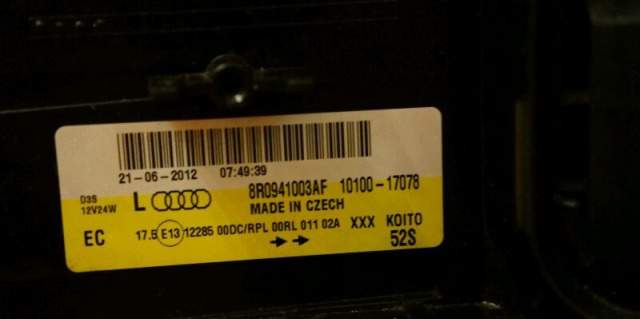 21-06-2012 07:49:39
D3S
12V24W
L
8R0941003AF 10100-17078
MADE IN CZECH
EC 17.5 E13 12285 00DC/RPL 00RL 011 02A XXX KOITO
52S